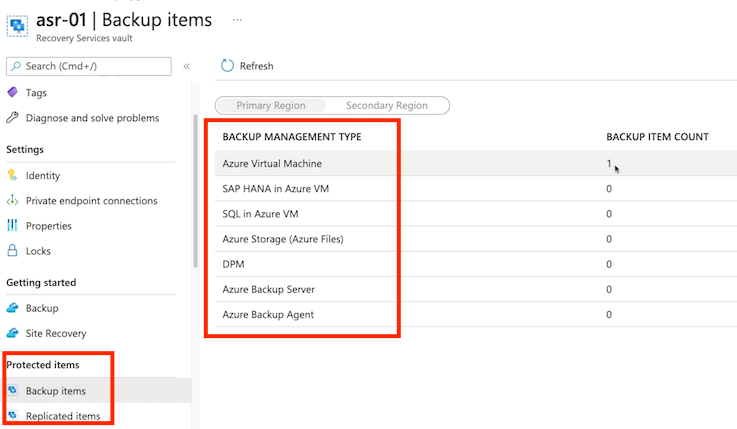 asr-01 | Backup items ...
Recovery Services vault
Search (Cmd+/)
«
Refresh
Tags
Diagnose and solve problems
Settings
Identity
Private endpoint connections
Properties
Locks
Getting started
Backup
Site Recovery
Protected items
Backup items
Replicated items
Primary Region Secondary Region
BACKUP MANAGEMENT TYPE BACKUP ITEM COUNT
Azure Virtual Machine 1
SAP HANA in Azure VM 0
SQL in Azure VM 0
Azure Storage (Azure Files) 0
DPM 0
Azure Backup Server 0
Azure Backup Agent 0